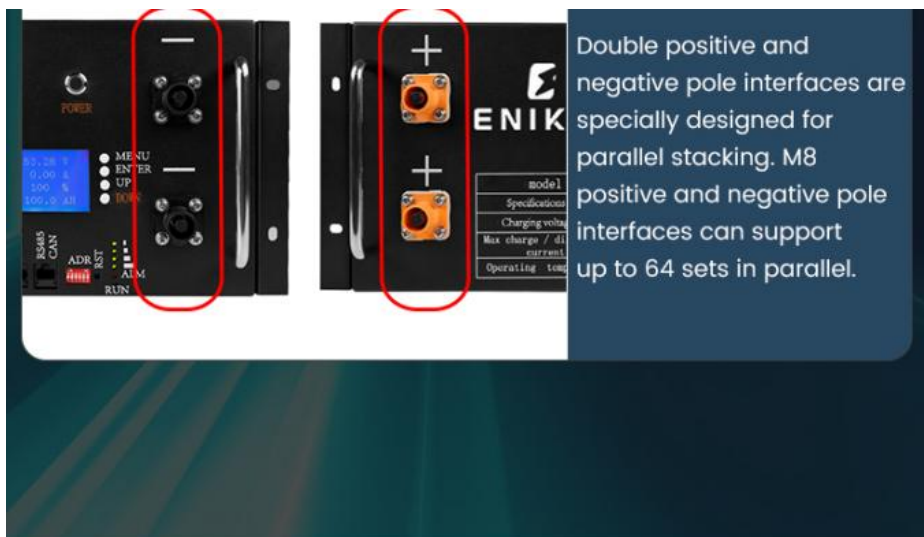 Double positive and
negative pole interfaces are
specially designed for
parallel stacking. M8
positive and negative pole
interfaces can support
up to 64 sets in parallel.
POWER
53.28 V
0.00 A
100 %
100.0 AH
MENU
ENTER
UP
DOWN
RS485
CAN
ADR
RST
ALM
RUN
ENIK
model
Specifications
Charging voltag
Max charge / di
current
Operating temp